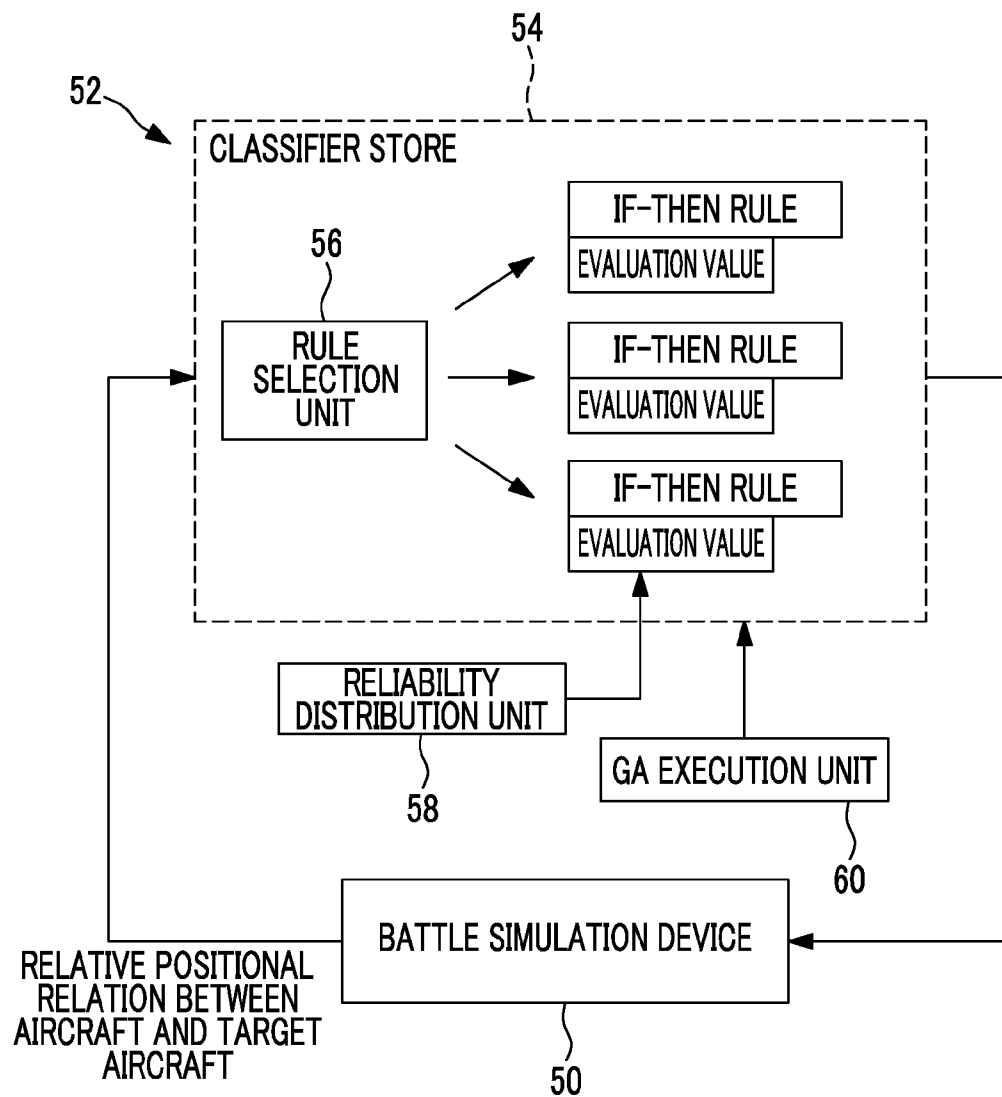 54
52
CLASSIFIER STORE
IF-THEN RULE
EVALUATION VALUE
56
RULE
SELECTION
UNIT
IF-THEN RULE
EVALUATION VALUE
IF-THEN RULE
EVALUATION VALUE
RELIABILITY
DISTRIBUTION UNIT
58
GA EXECUTION UNIT
60
BATTLE SIMULATION DEVICE
50
RELATIVE POSITIONAL
RELATION BETWEEN
AIRCRAFT AND TARGET
AIRCRAFT